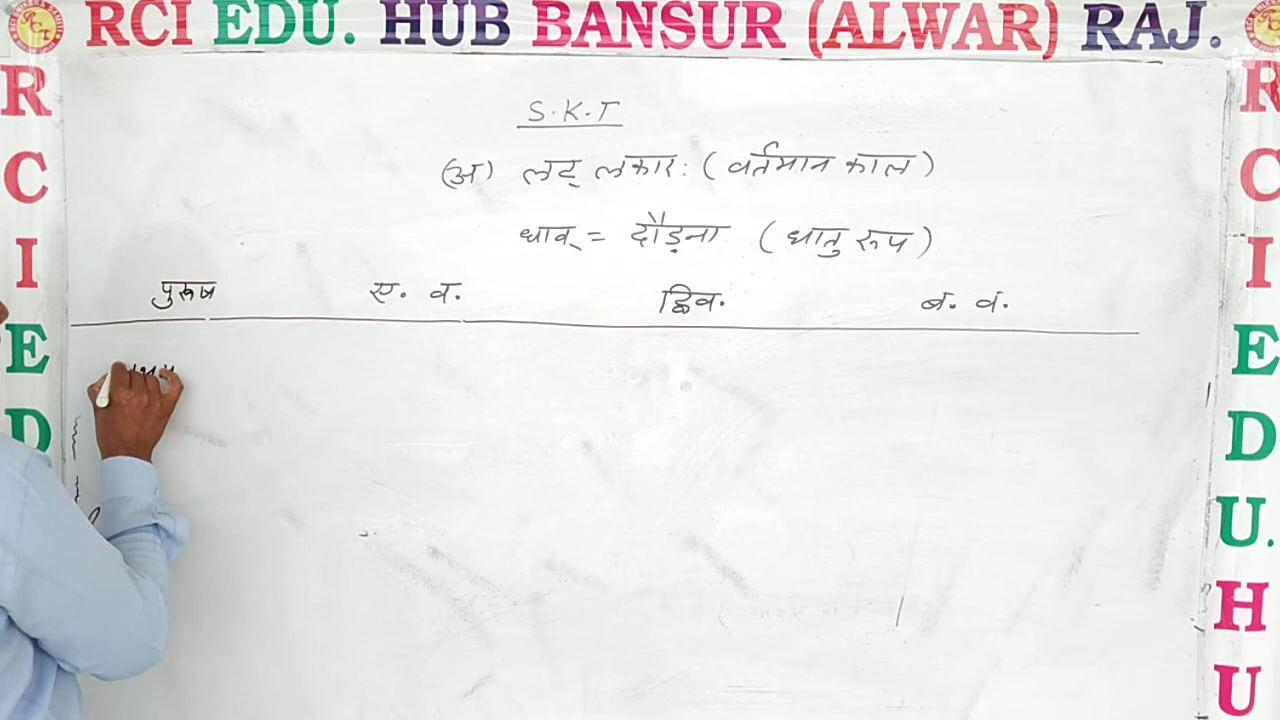 RCI EDU. HUB BANSUR (ALWAR) RAJ.
S.K.T
(अ) लट् लकार: (वर्तमान काल)
धाव् = दौड़ना (धातु रूप)
पुरूष ए. व. द्विव. ब. वं.
R
C
I
E
D
R
C
I
E
D
U.
H
U